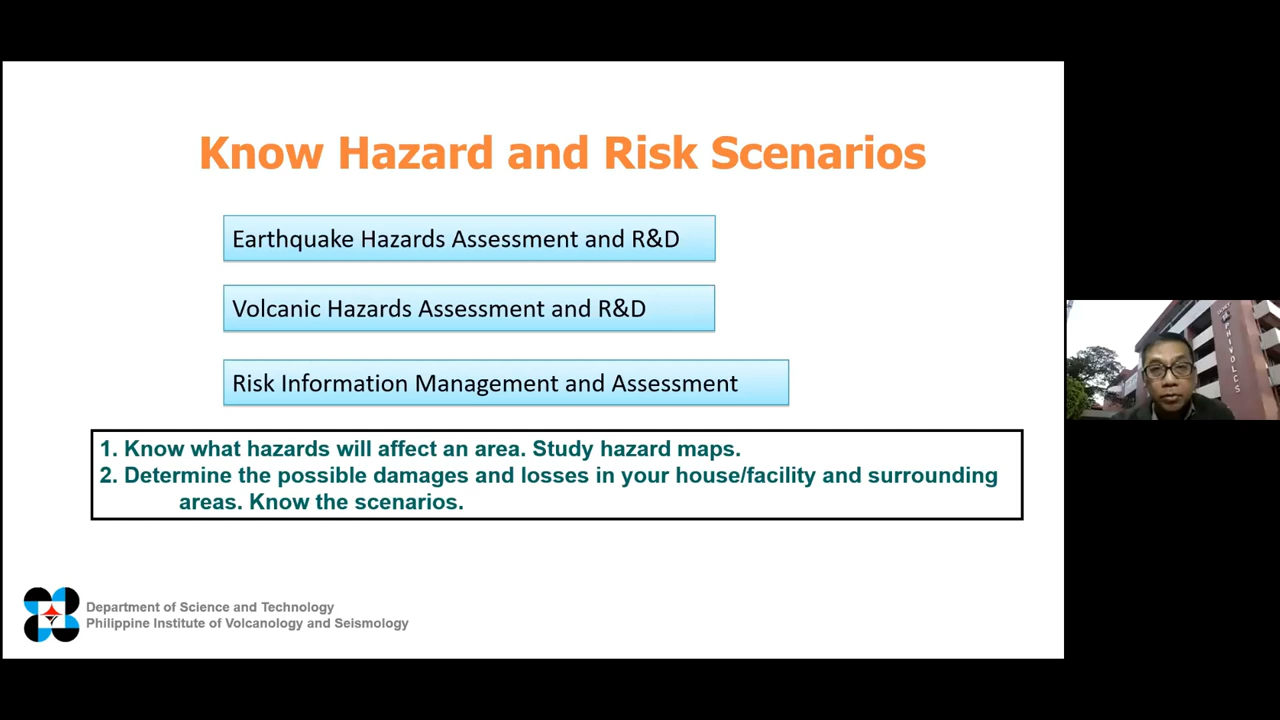 Know Hazard and Risk Scenarios
Earthquake Hazards Assessment and R&D
Volcanic Hazards Assessment and R&D
Risk Information Management and Assessment
1. Know what hazards will affect an area. Study hazard maps.
2. Determine the possible damages and losses in your house/facility and surrounding
areas. Know the scenarios.
Department of Science and Technology
Philippine Institute of Volcanology and Seismology
PHIVOLCS